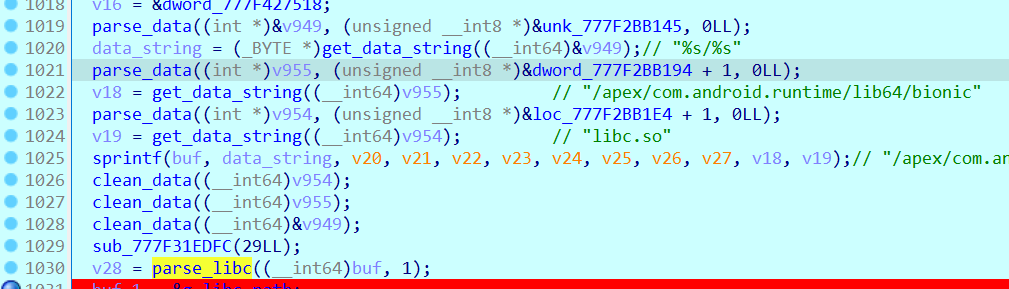 1018 v16 = &dword_777F427518;
1019 parse_data((int *)&v949, (unsigned __int8 *)&unk_777F2BB145, 0LL);
1020 data_string = (_BYTE *)get_data_string((__int64)&v949);// "%s/%s"
1021 parse_data((int *)v955, (unsigned __int8 *)&dword_777F2BB194 + 1, 0LL);
1022 v18 = get_data_string((__int64)v955); // "/apex/com.android.runtime/lib64/bionic"
1023 parse_data((int *)v954, (unsigned __int8 *)&loc_777F2BB1E4 + 1, 0LL);
1024 v19 = get_data_string((__int64)v954); // "libc.so"
1025 sprintf(buf, data_string, v20, v21, v22, v23, v24, v25, v26, v27, v18, v19);// "/apex/com.an
1026 clean_data((__int64)v954);
1027 clean_data((__int64)v955);
1028 clean_data((__int64)&v949);
1029 sub_777F31EDFC(29LL);
1030 v28 = parse_libc((__int64)buf, 1);
1031